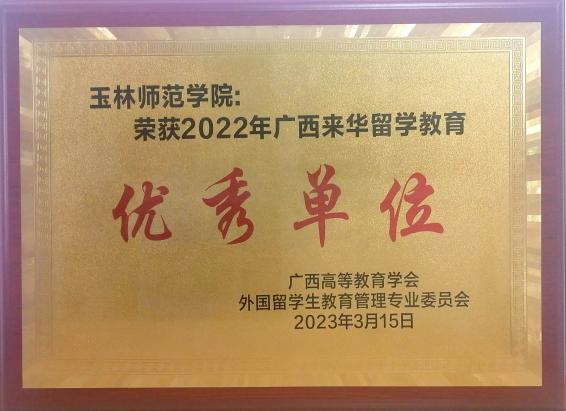 玉林师范学院:
荣获2022年广西来华留学教育
优秀单位
广西高等教育学会
外国留学生教育管理专业委员会
2023年3月15日